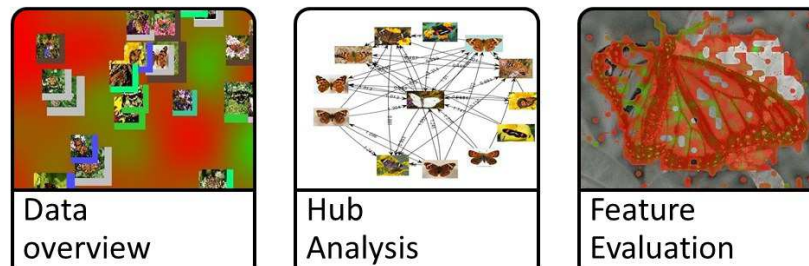 Data
overview
Hub
Analysis
Feature
Evaluation